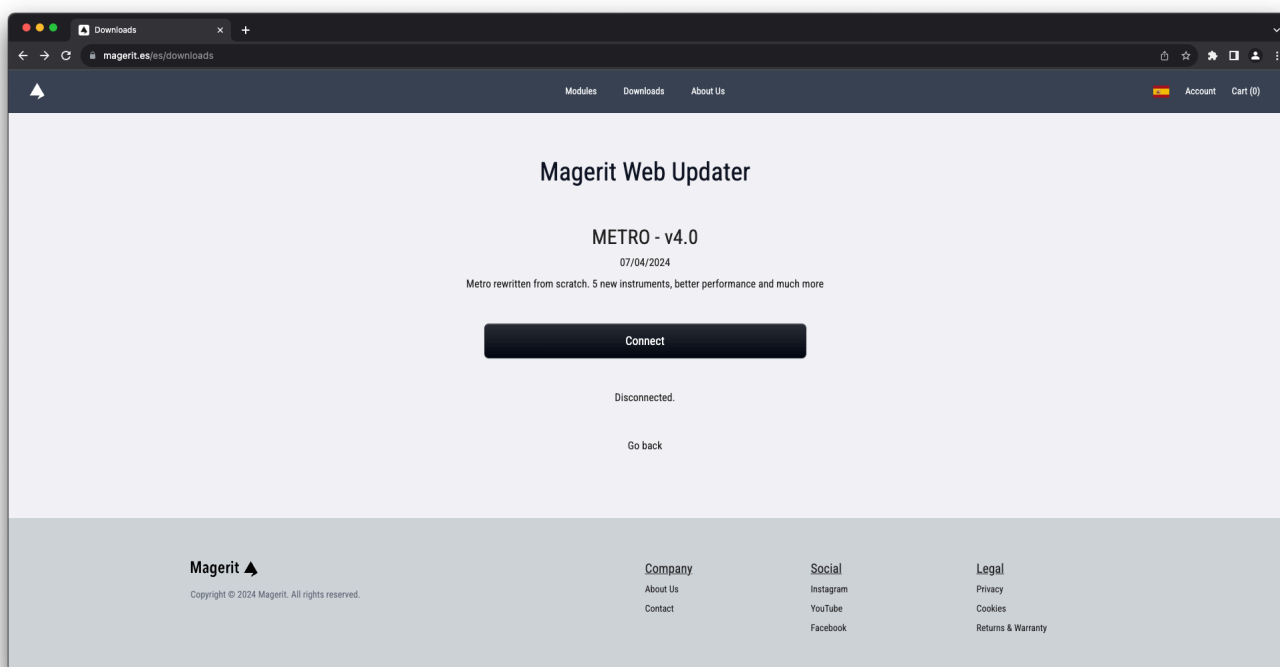 Downloads
magerit.es/es/downloads
Modules Downloads About Us Account Cart (0)
Magerit Web Updater
METRO - v4.0
07/04/2024
Metro rewritten from scratch. 5 new instruments, better performance and much more
Connect
Disconnected.
Go back
Magerit
Copyright © 2024 Magerit. All rights reserved.
Company
About Us
Contact
Social
Instagram
YouTube
Facebook
Legal
Privacy
Cookies
Returns & Warranty